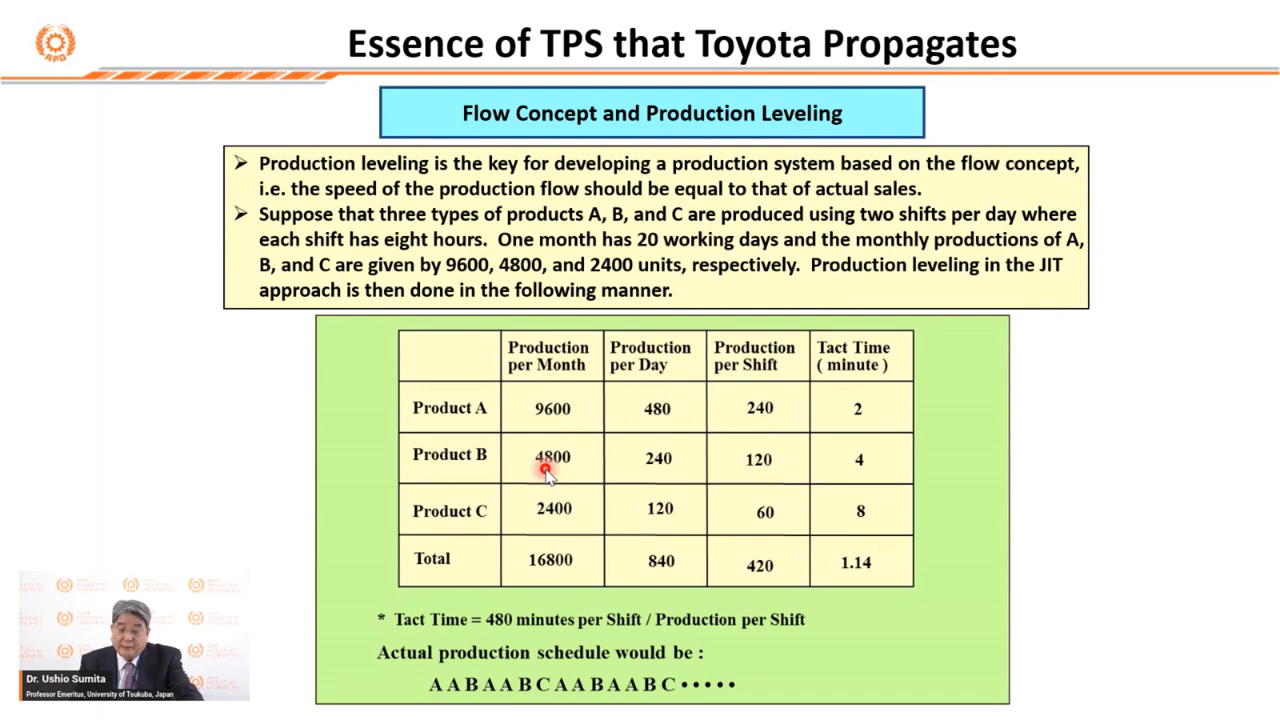 Essence of TPS that Toyota Propagates
APO
Flow Concept and Production Leveling
➢ Production leveling is the key for developing a production system based on the flow concept,
i.e. the speed of the production flow should be equal to that of actual sales.
➢ Suppose that three types of products A, B, and C are produced using two shifts per day where
each shift has eight hours. One month has 20 working days and the monthly productions of A,
B, and C are given by 9600, 4800, and 2400 units, respectively. Production leveling in the JIT
approach is then done in the following manner.
Production per Month Production per Day Production per Shift Tact Time ( minute )
Product A 9600 480 240 2
Product B 4800 240 120 4
Product C 2400 120 60 8
Total 16800 840 420 1.14
* Tact Time = 480 minutes per Shift / Production per Shift
Actual production schedule would be :
A A B A A B C A A B A A B C • • • • •
Dr. Ushio Sumita
Professor Emeritus, University of Tsukuba, Japan